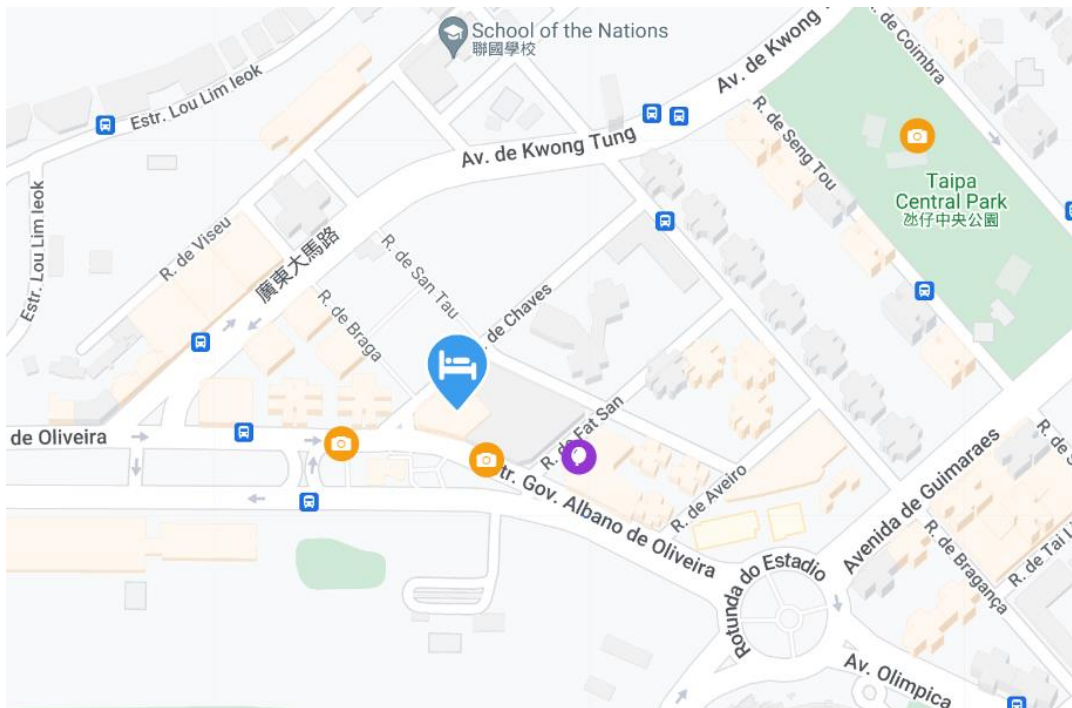 School of the Nations
聯國學校
Av. de Kwong
R. de Coimbra
Estr. Lou Lim Ieok
Av. de Kwong Tung
R. de Seng Tou
Taipa
Central Park
氹仔中央公園
Estr. Lou Lim Ieok
R. de Viseu
廣東大馬路
R. de San Tau
R. de Braga
. de Chaves
de Oliveira
R. de Fat San
R. de Aveiro
tr. Gov. Albano de Oliveira
Avenida de Guimaraes
R. de
R. de Bragança
R. de Tai
Rotunda do Estadio
Av. Olimpica